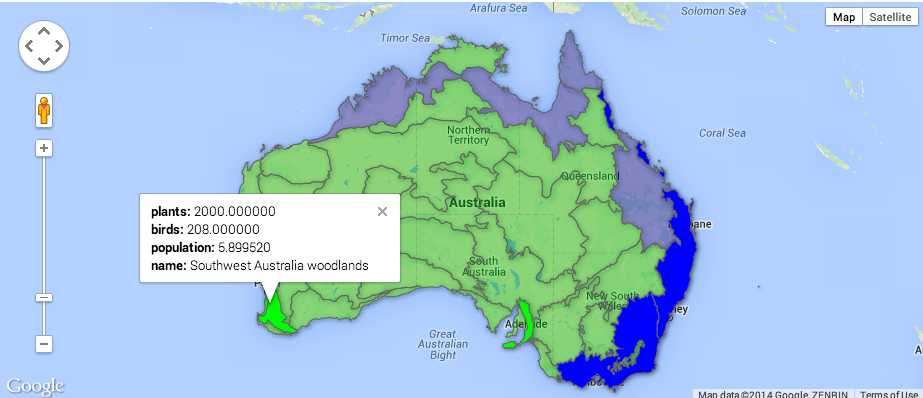 Arafura Sea
Solomon Sea
Map
Satellite
Timor Sea
Coral Sea
Northern
Territory
Queensland
Australia
plants: 2000.000000
birds: 208.000000
population: 5.899520
name: Southwest Australia woodlands
bane
South
Australia
New South
Wales
ney
Adelaide
Great
Australian
Bight
Google
Map data ©2014 Google, ZENRIN
Terms of Use